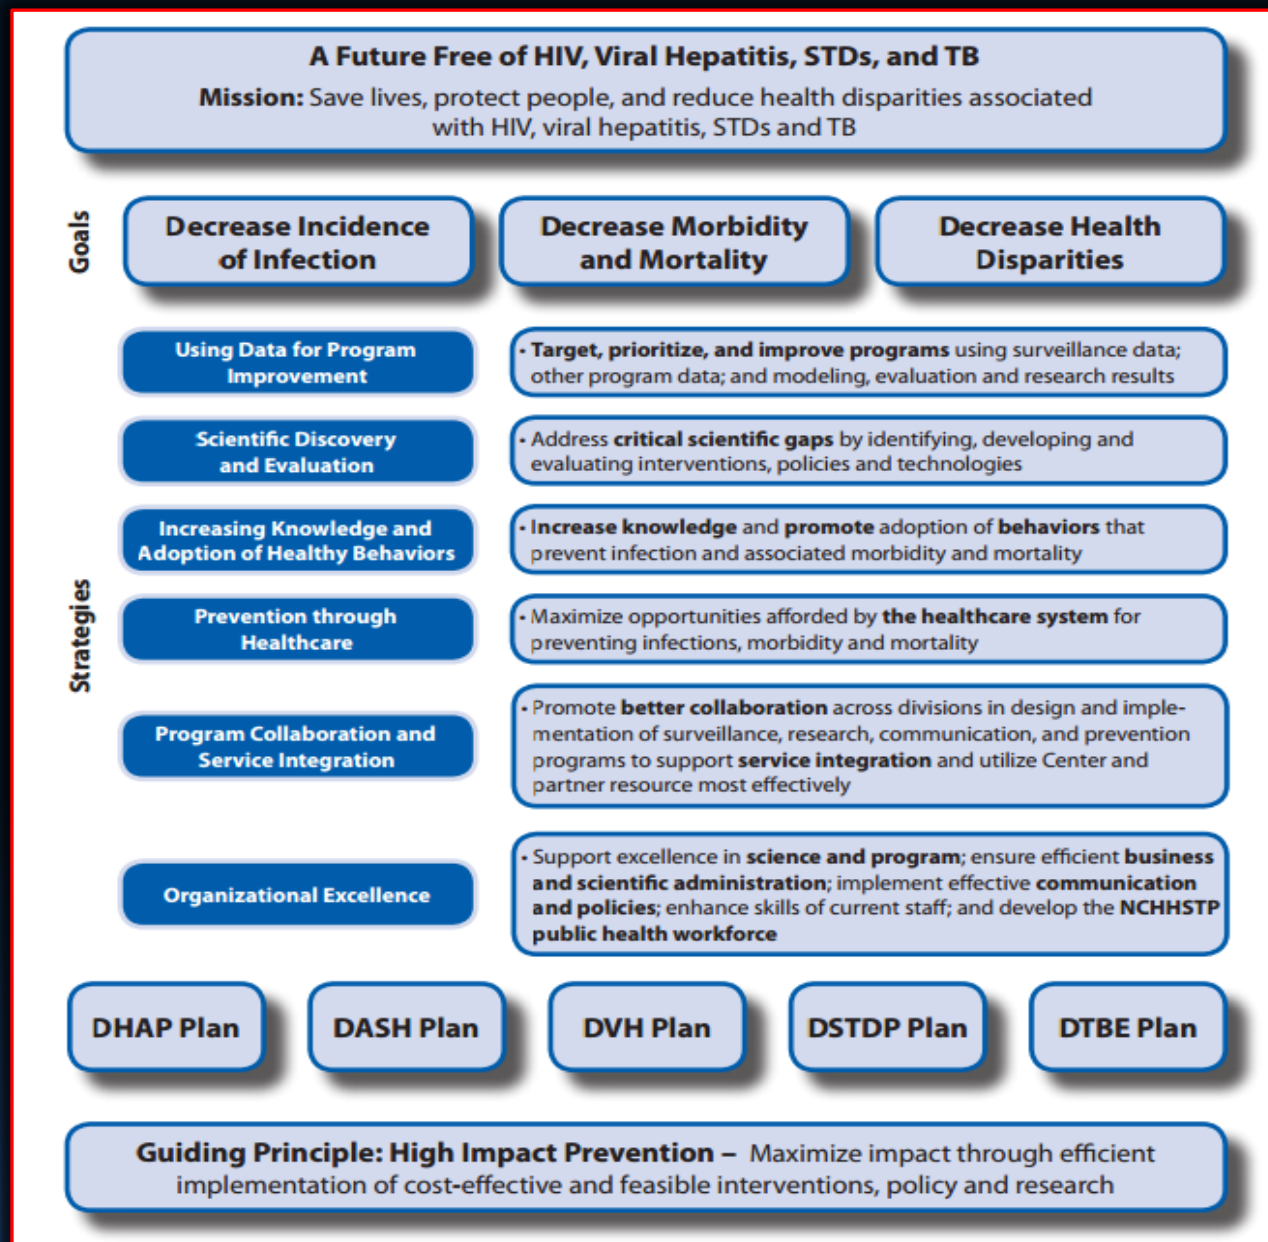 A Future Free of HIV, Viral Hepatitis, STDs, and TB
Mission: Save lives, protect people, and reduce health disparities associated
with HIV, viral hepatitis, STDs and TB
Goals
Decrease Incidence
of Infection
Decrease Morbidity
and Mortality
Decrease Health
Disparities
Strategies
Using Data for Program
Improvement
• Target, prioritize, and improve programs using surveillance data;
other program data; and modeling, evaluation and research results
Scientific Discovery
and Evaluation
• Address critical scientific gaps by identifying, developing and
evaluating interventions, policies and technologies
Increasing Knowledge and
Adoption of Healthy Behaviors
• Increase knowledge and promote adoption of behaviors that
prevent infection and associated morbidity and mortality
Prevention through
Healthcare
• Maximize opportunities afforded by the healthcare system for
preventing infections, morbidity and mortality
Program Collaboration and
Service Integration
• Promote better collaboration across divisions in design and imple-
mentation of surveillance, research, communication, and prevention
programs to support service integration and utilize Center and
partner resource most effectively
Organizational Excellence
• Support excellence in science and program; ensure efficient business
and scientific administration; implement effective communication
and policies; enhance skills of current staff; and develop the NCHHSTP
public health workforce
DHAP Plan
DASH Plan
DVH Plan
DSTDP Plan
DTBE Plan
Guiding Principle: High Impact Prevention – Maximize impact through efficient
implementation of cost-effective and feasible interventions, policy and research